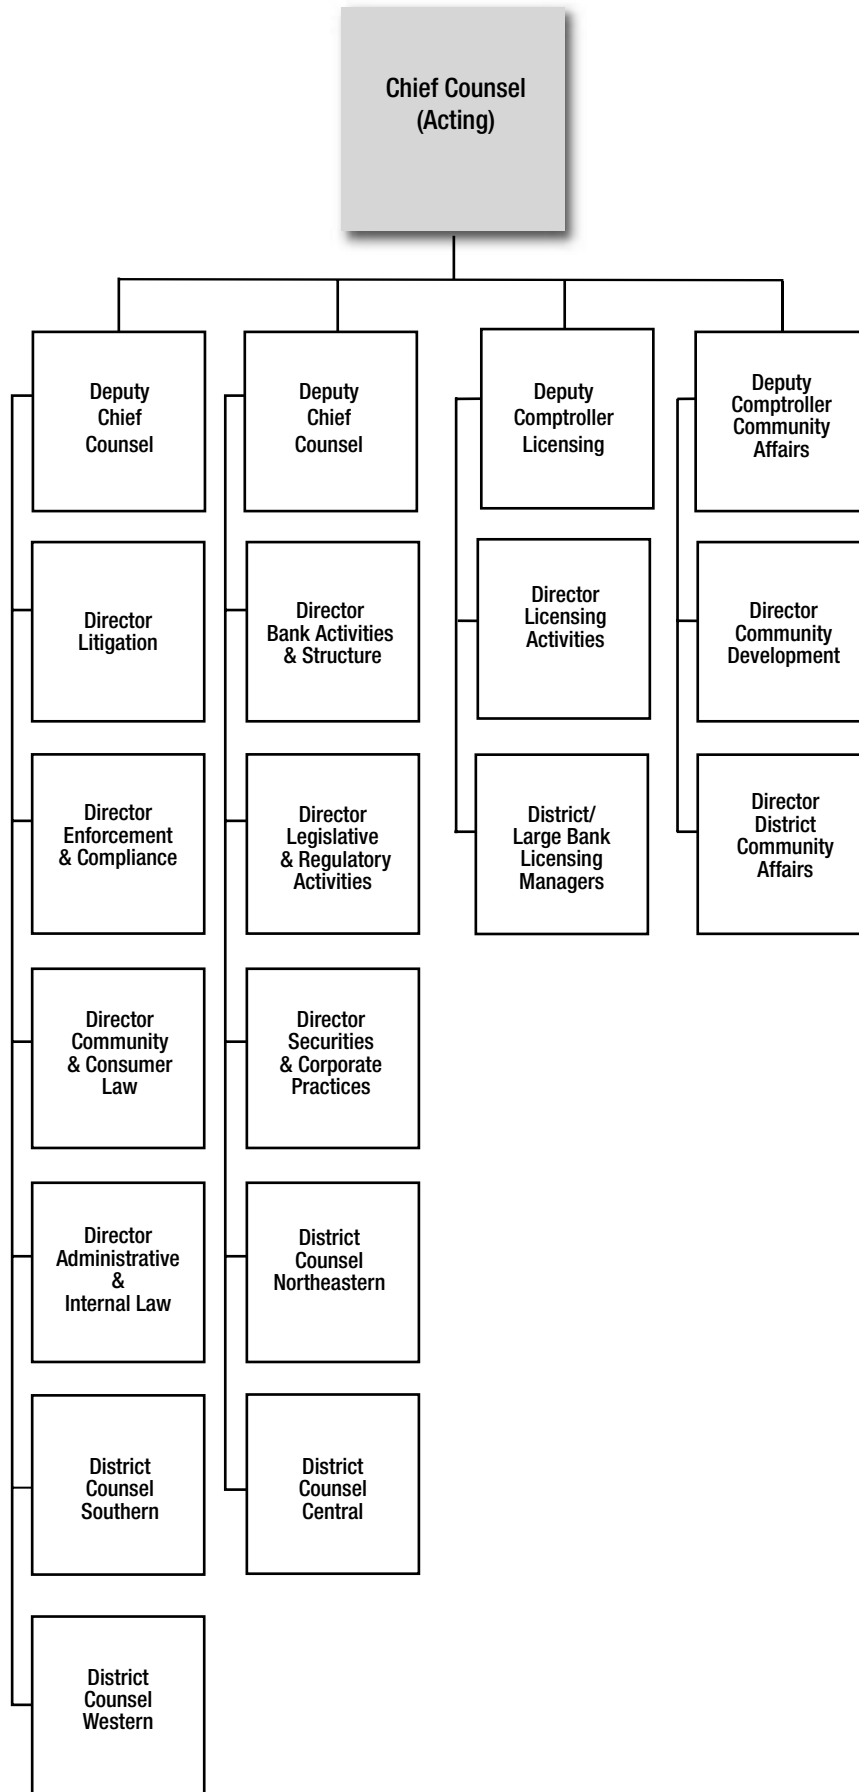 Chief Counsel
(Acting)
Deputy
Chief
Counsel
Deputy
Chief
Counsel
Deputy
Comptroller
Licensing
Deputy
Comptroller
Community
Affairs
Director
Litigation
Director
Bank Activities
& Structure
Director
Licensing
Activities
Director
Community
Development
Director
Enforcement
& Compliance
Director
Legislative
& Regulatory
Activities
District/
Large Bank
Licensing
Managers
Director
District
Community
Affairs
Director
Community
& Consumer
Law
Director
Securities
& Corporate
Practices
Director
Administrative
&
Internal Law
District
Counsel
Northeastern
District
Counsel
Southern
District
Counsel
Central
District
Counsel
Western